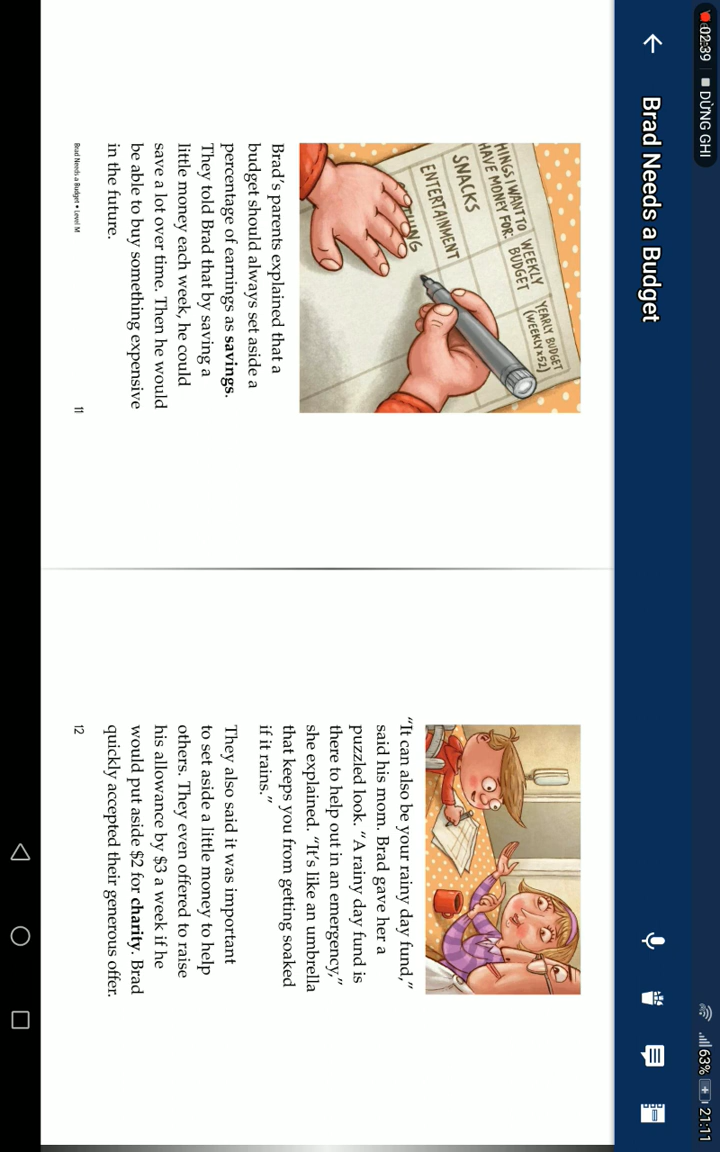 02:39 DỪNG GHI
63% 21:11
Brad Needs a Budget
THINGS I WANT TO
HAVE MONEY FOR:
WEEKLY
BUDGET
YEARLY BUDGET
(WEEKLY x52)
SNACKS
ENTERTAINMENT
Brad's parents explained that a
budget should always set aside a
percentage of earnings as savings.
They told Brad that by saving a
little money each week, he could
save a lot over time. Then he would
be able to buy something expensive
in the future.
Brad Needs a Budget • Level M
11
"It can also be your rainy day fund,"
said his mom. Brad gave her a
puzzled look. "A rainy day fund is
there to help out in an emergency,"
she explained. "It's like an umbrella
that keeps you from getting soaked
if it rains."
They also said it was important
to set aside a little money to help
others. They even offered to raise
his allowance by $3 a week if he
would put aside $2 for charity. Brad
quickly accepted their generous offer.
12